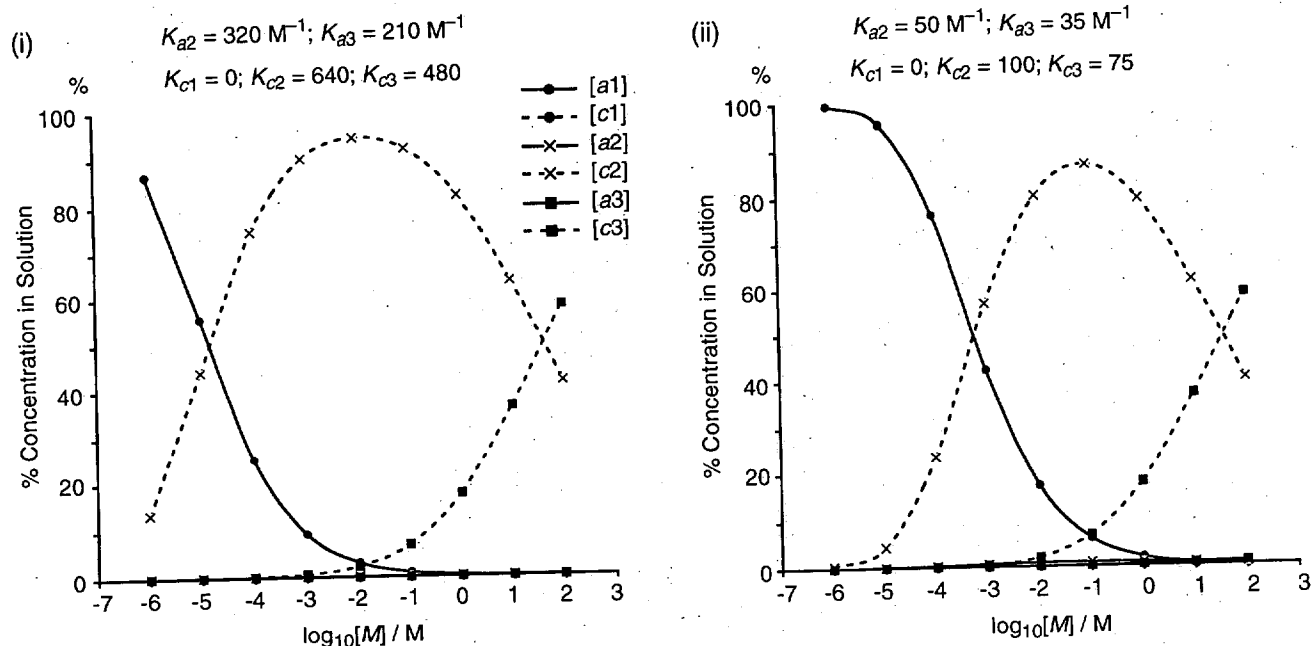 (i)
K_a2 = 320 M⁻¹; K_a3 = 210 M⁻¹
K_c1 = 0; K_c2 = 640; K_c3 = 480
%
100
80
60
40
20
0
% Concentration in Solution
-7 -6 -5 -4 -3 -2 -1 0 1 2 3
log₁₀[M] / M
[a1]
[c1]
[a2]
[c2]
[a3]
[c3]
(ii)
K_a2 = 50 M⁻¹; K_a3 = 35 M⁻¹
K_c1 = 0; K_c2 = 100; K_c3 = 75
%
100
80
60
40
20
0
% Concentration in Solution
-7 -6 -5 -4 -3 -2 -1 0 1 2 3
log₁₀[M] / M